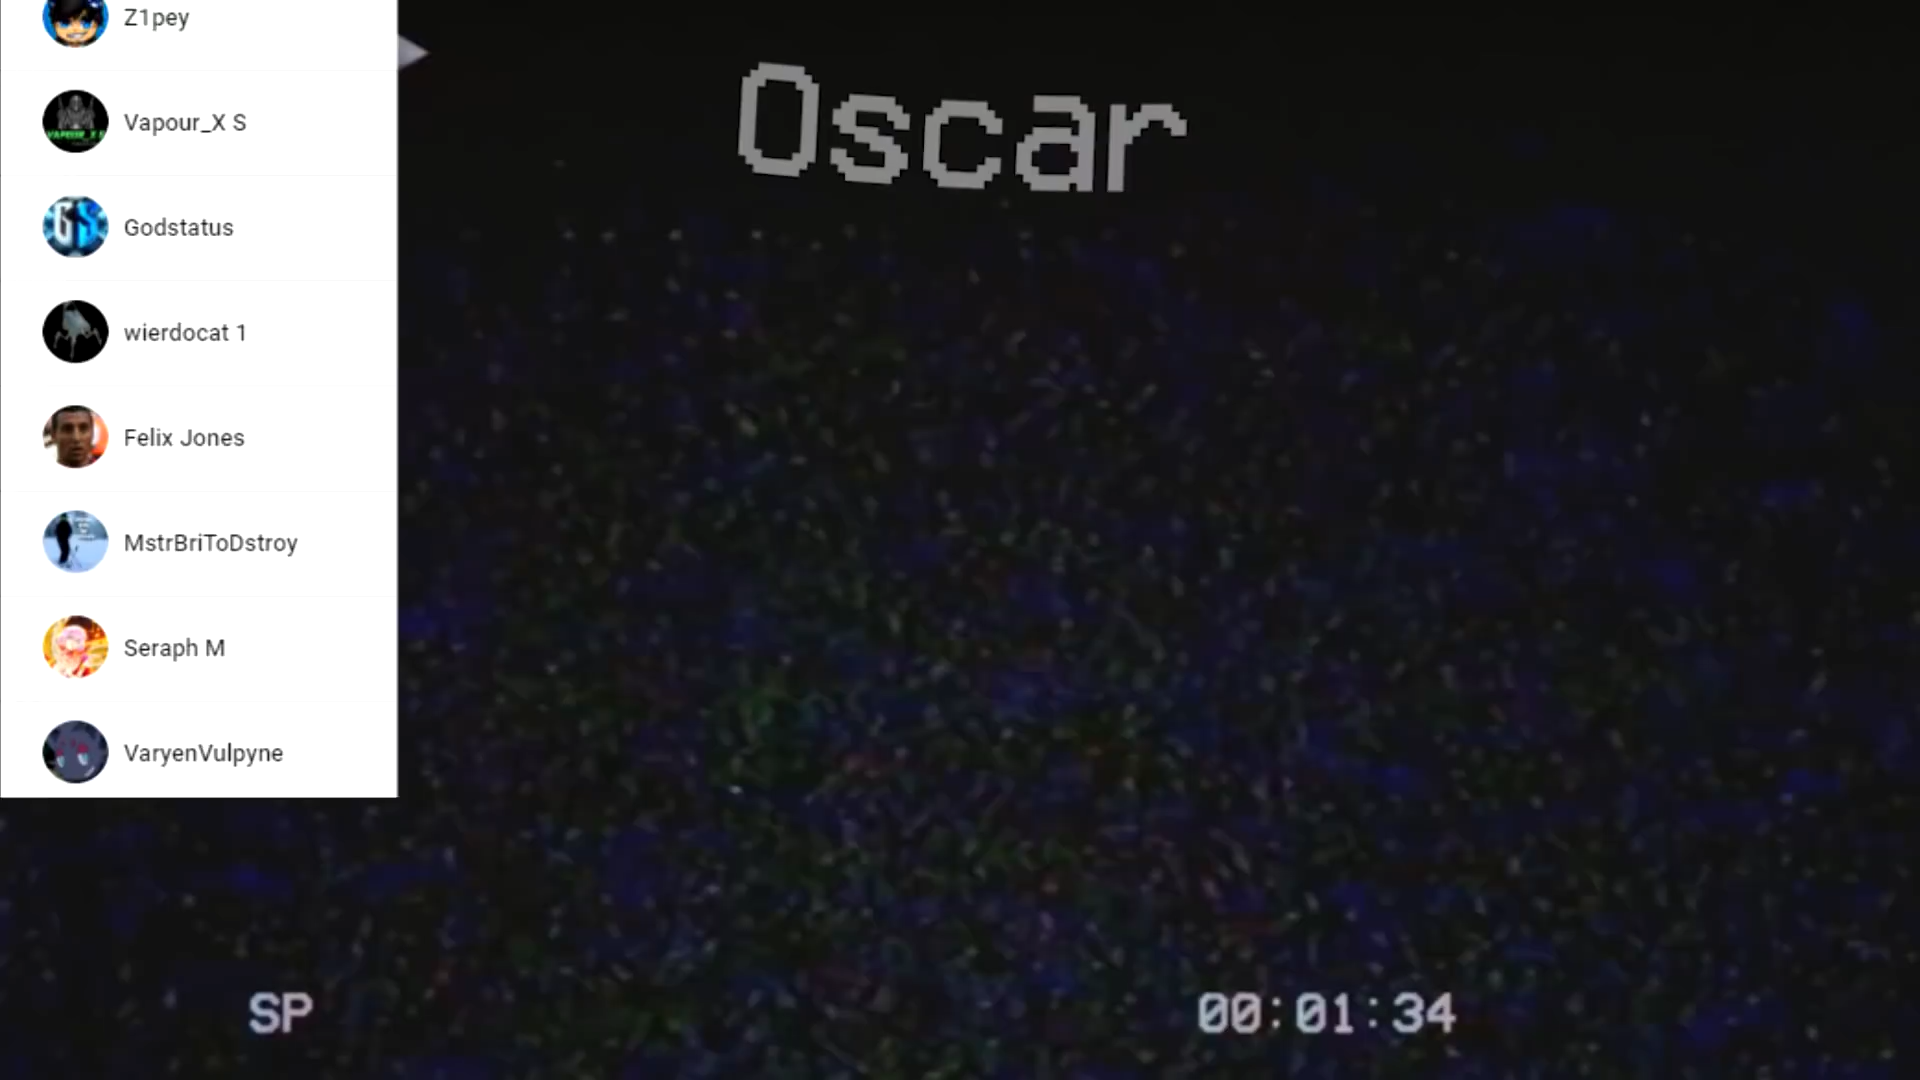 Z1pey
Oscar
Vapour_X S
Godstatus
wierdocat 1
Felix Jones
MstrBriToDstroy
Seraph M
VaryenVulpyne
SP
00:01:34